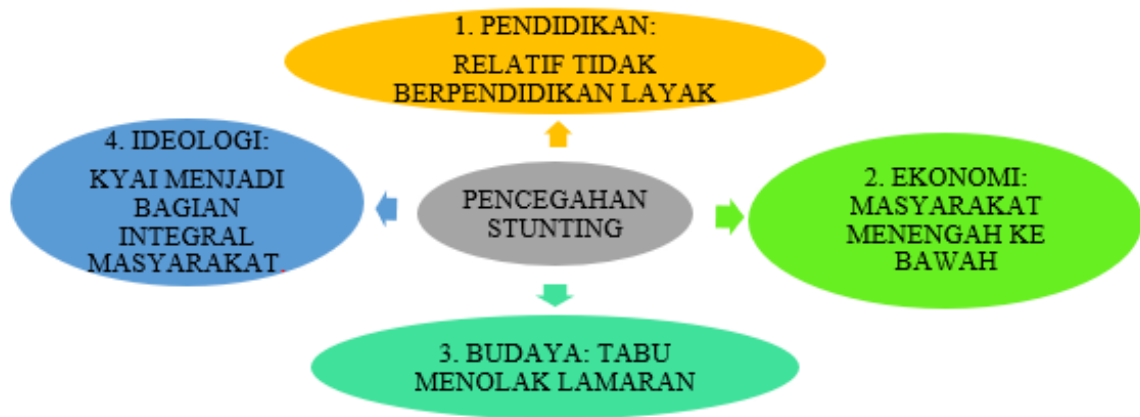 1. PENDIDIKAN:
RELATIF TIDAK
BERPENDIDIKAN LAYAK
4. IDEOLOGI:
KYAI MENJADI
BAGIAN
INTEGRAL
MASYARAKAT.
PENCEGAHAN
STUNTING
2. EKONOMI:
MASYARAKAT
MENENGAH KE
BAWAH
3. BUDAYA: TABU
MENOLAK LAMARAN